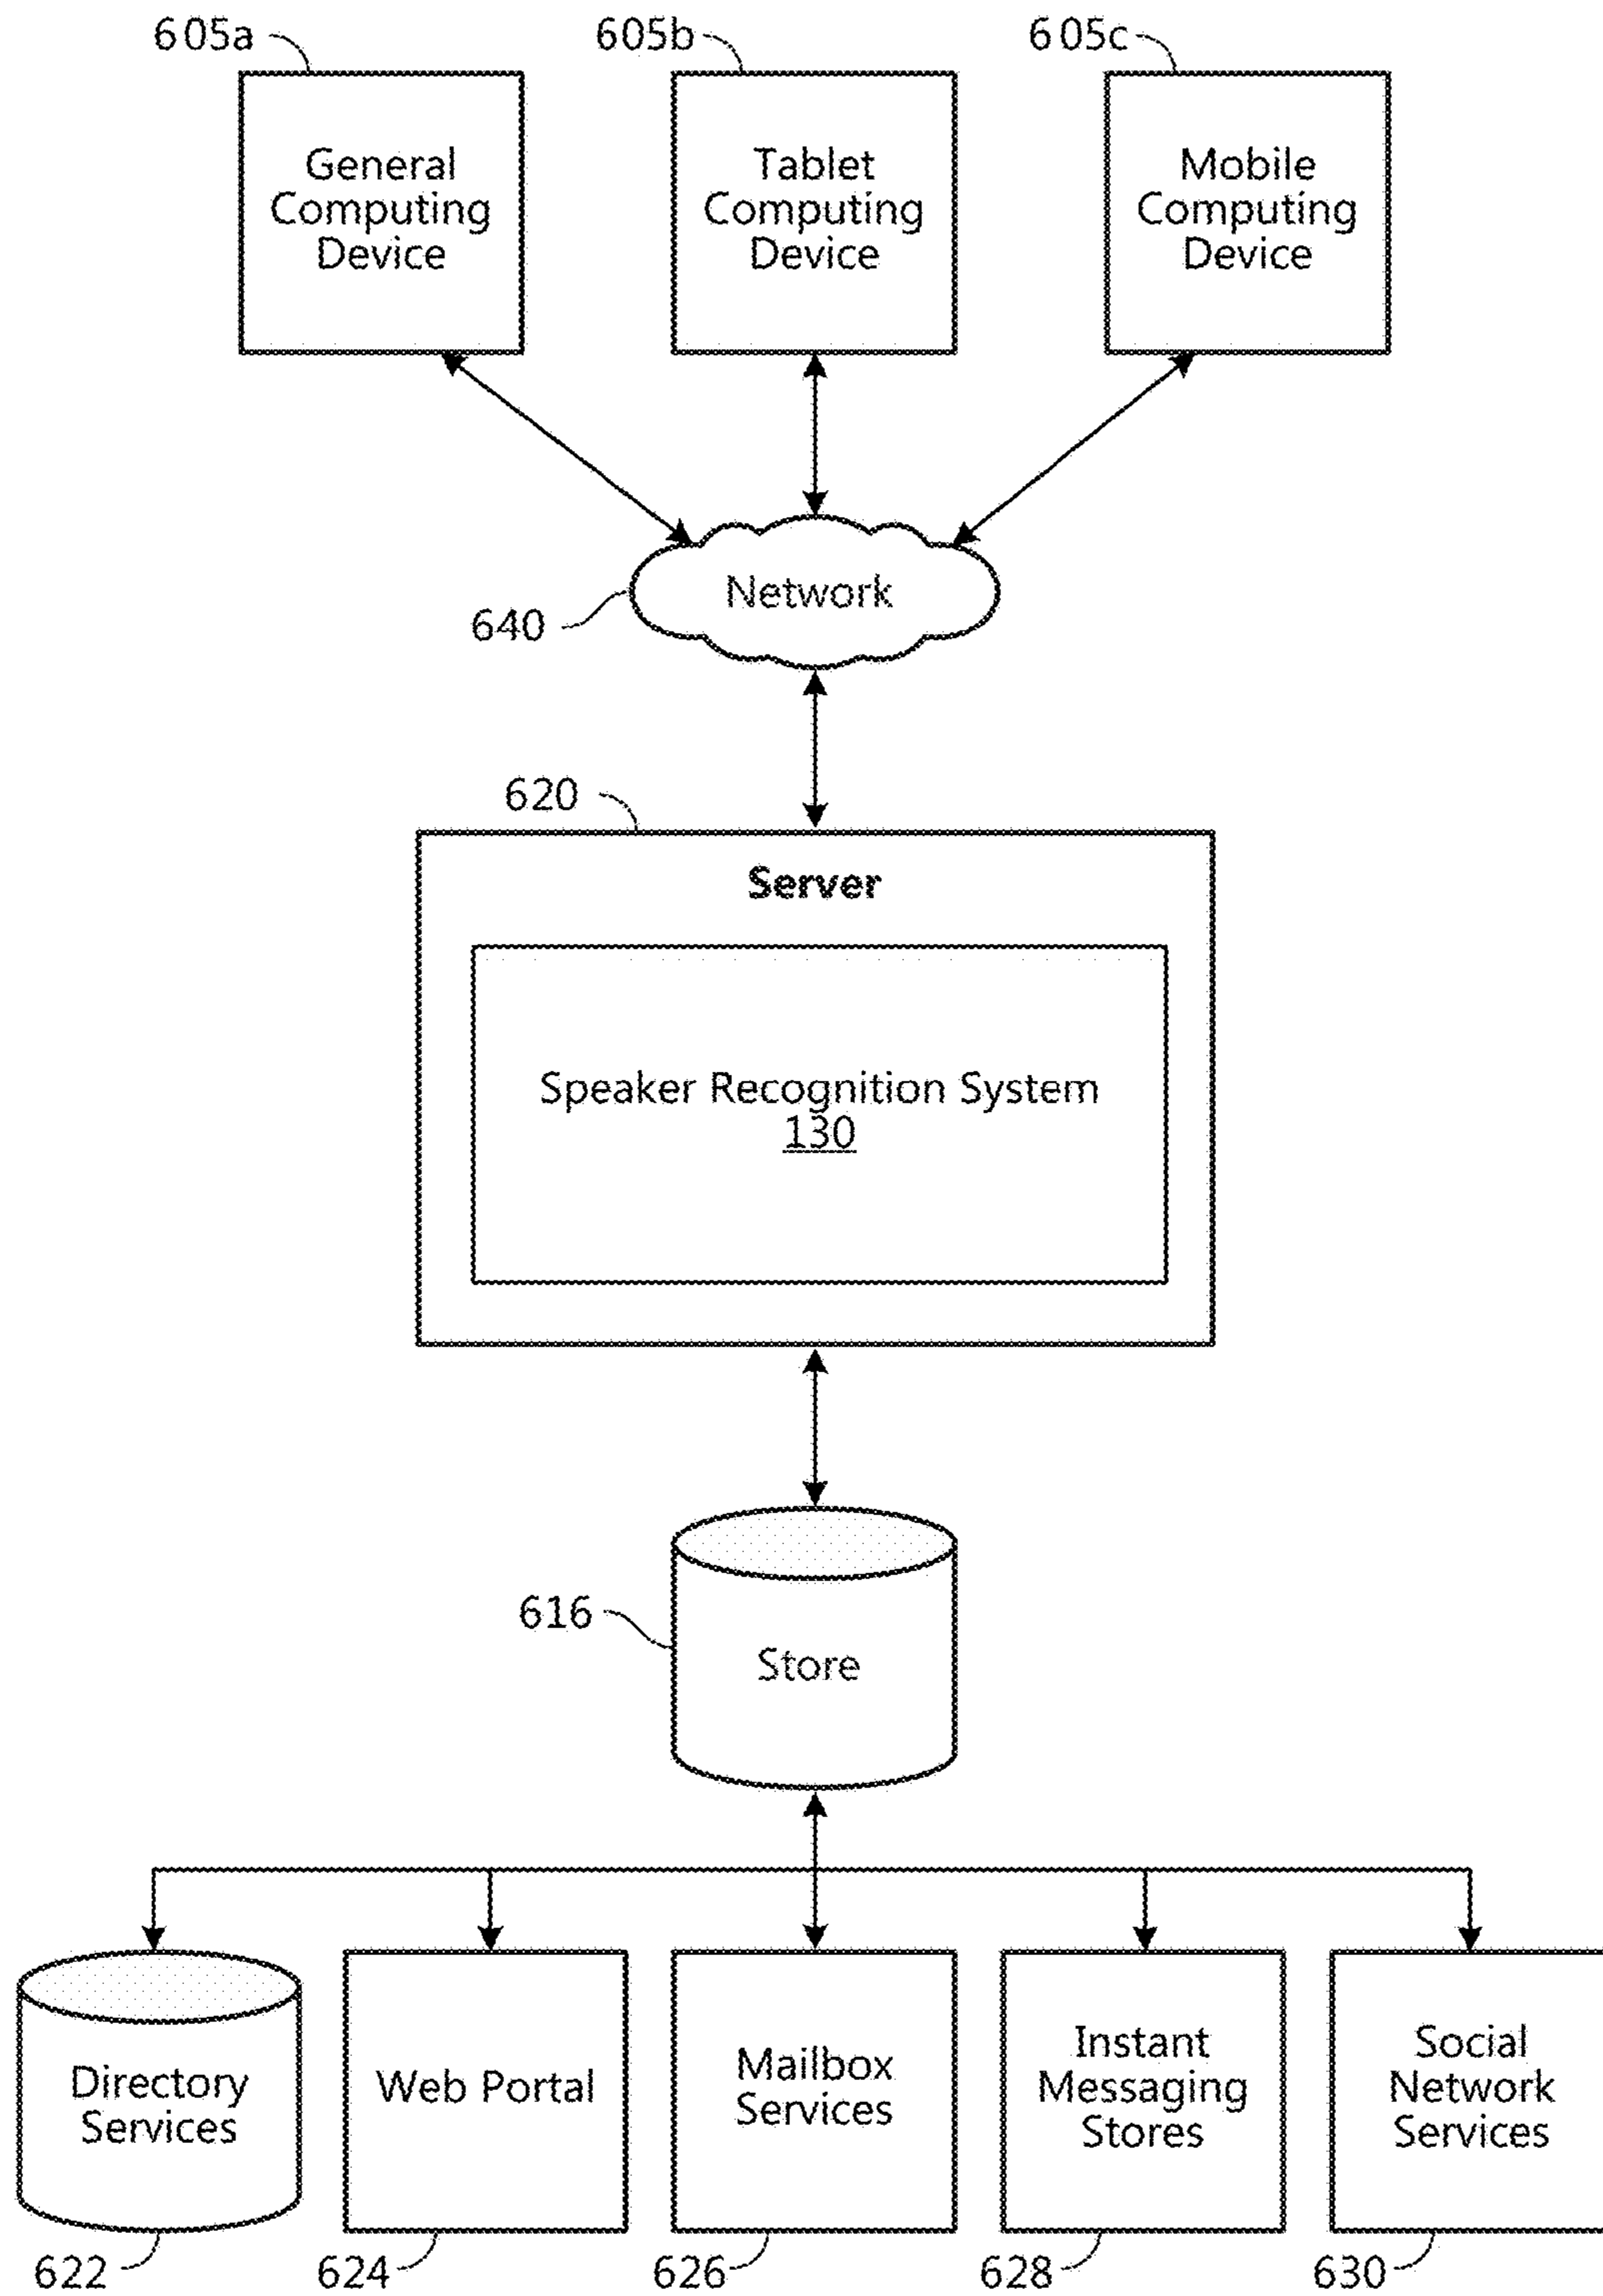 605a
605b
605c
General
Computing
Device
Tablet
Computing
Device
Mobile
Computing
Device
Network
640
620
Server
Speaker Recognition System
130
616
Store
Directory
Services
Web Portal
Mailbox
Services
Instant
Messaging
Stores
Social
Network
Services
622
624
626
628
630